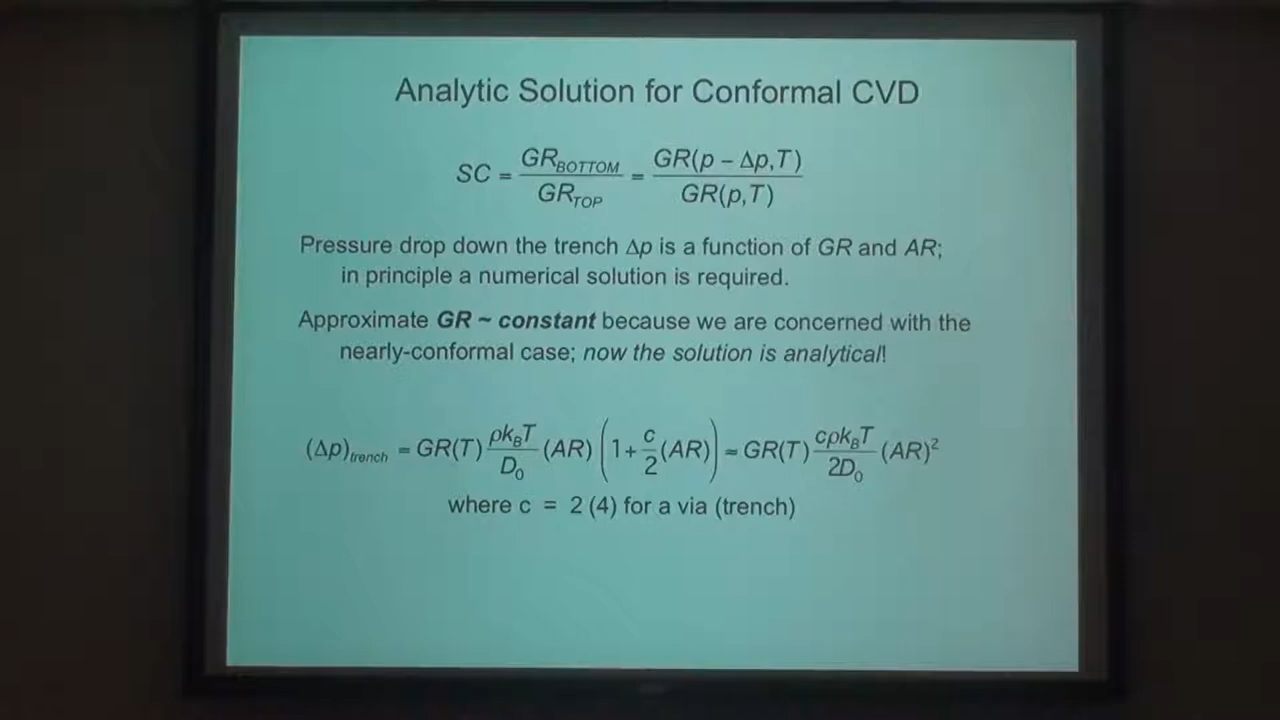 Analytic Solution for Conformal CVD
SC = GR_BOTTOM / GR_TOP = GR(p – Δp,T) / GR(p,T)
Pressure drop down the trench Δp is a function of GR and AR;
in principle a numerical solution is required.
Approximate GR ~ constant because we are concerned with the
nearly-conformal case; now the solution is analytical!
(Δp)_trench = GR(T) ρk_BT / D_0 (AR) (1 + c/2 (AR)) ≈ GR(T) cρk_BT / 2D_0 (AR)²
where c = 2 (4) for a via (trench)